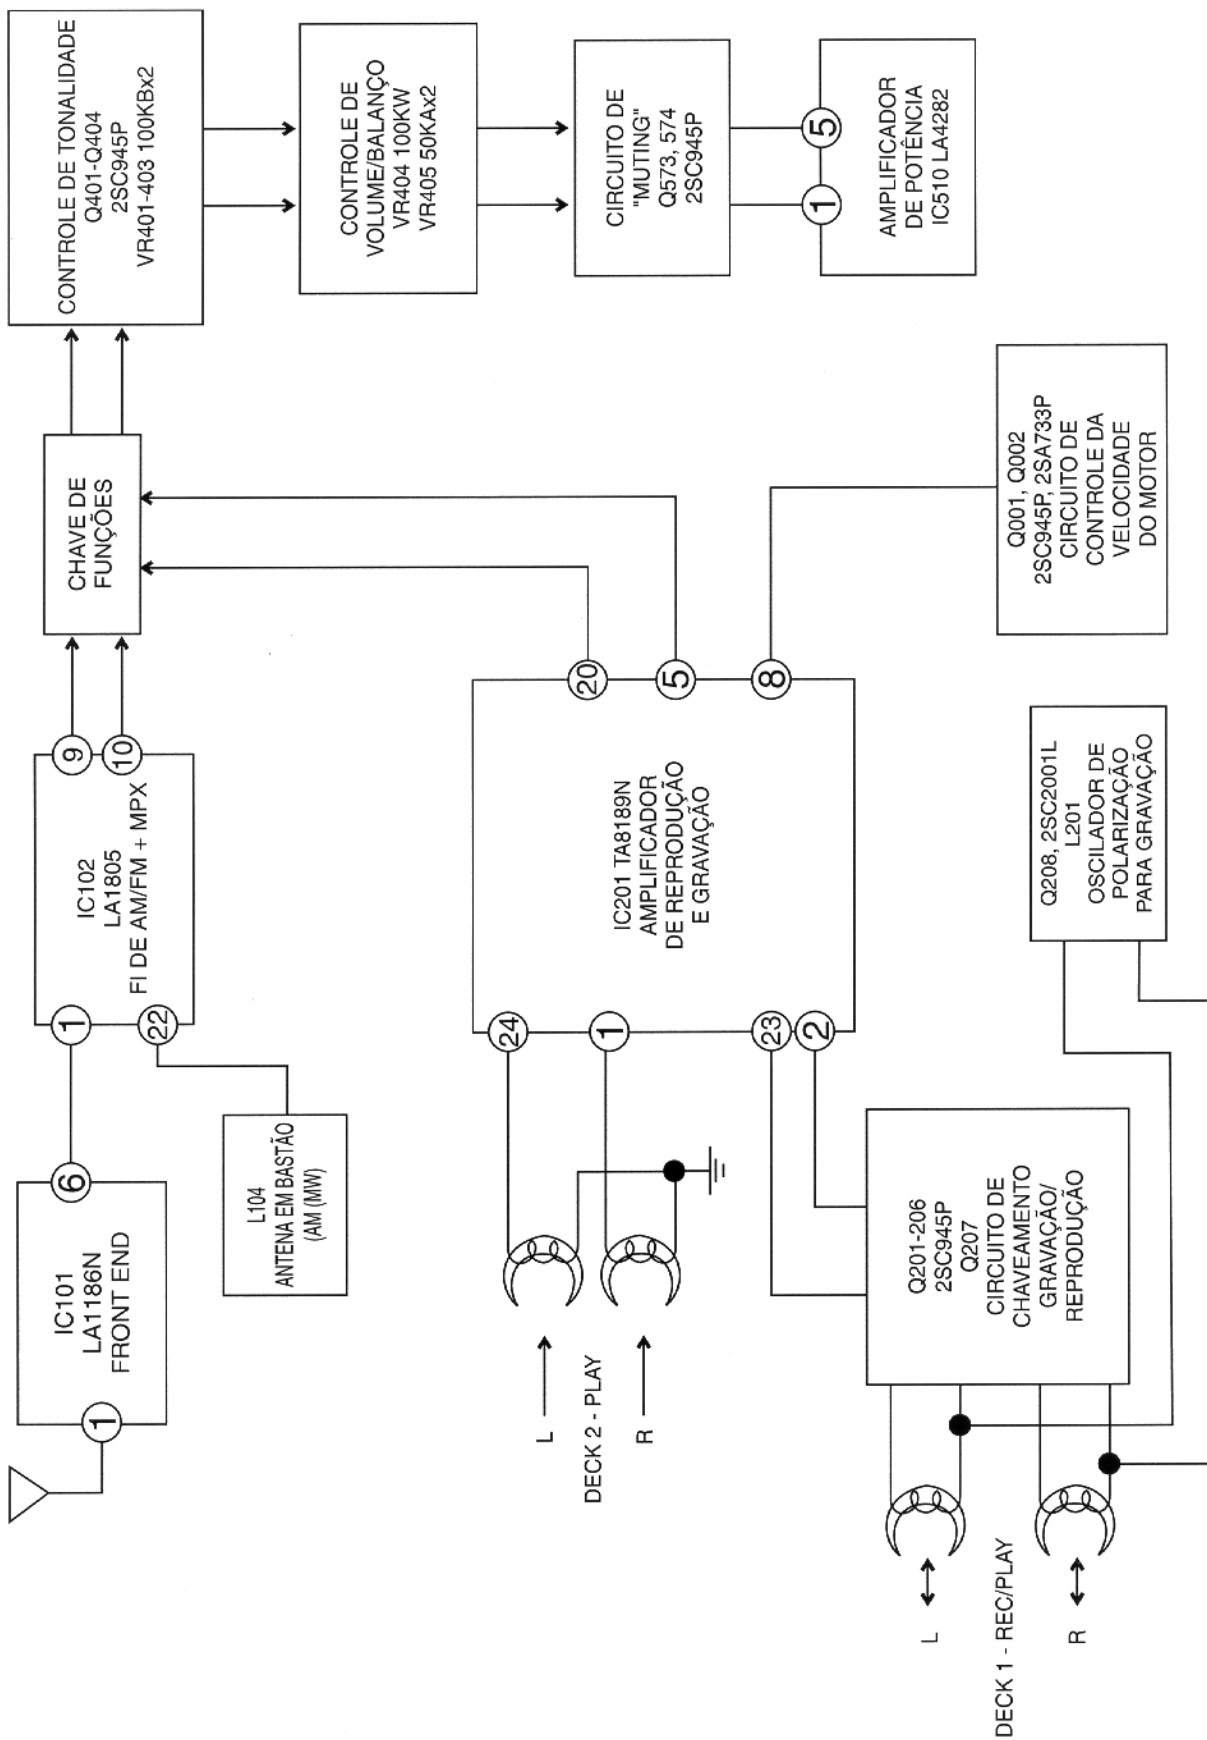 IC101
LA1186N
FRONT END
1
6
L104
ANTENA EM BASTÃO
(AM (MW)
IC102
LA1805
FI DE AM/FM + MPX
1
22
9
10
CHAVE DE
FUNÇÕES
CONTROLE DE TONALIDADE
Q401-Q404
2SC945P
VR401-403 100KBx2
CONTROLE DE
VOLUME/BALANÇO
VR404 100KW
VR405 50KAx2
CIRCUITO DE
"MUTING"
Q573, 574
2SC945P
1
5
AMPLIFICADOR
DE POTÊNCIA
IC510 LA4282
L
R
DECK 2 - PLAY
24
1
23
2
IC201 TA8189N
AMPLIFICADOR
DE REPRODUÇÃO
E GRAVAÇÃO
20
5
8
Q001, Q002
2SC945P, 2SA733P
CIRCUITO DE
CONTROLE DA
VELOCIDADE
DO MOTOR
L
R
DECK 1 - REC/PLAY
Q201-206
2SC945P
Q207
CIRCUITO DE
CHAVEAMENTO
GRAVAÇÃO/
REPRODUÇÃO
Q208, 2SC2001L
L201
OSCILADOR DE
POLARIZAÇÃO
PARA GRAVAÇÃO